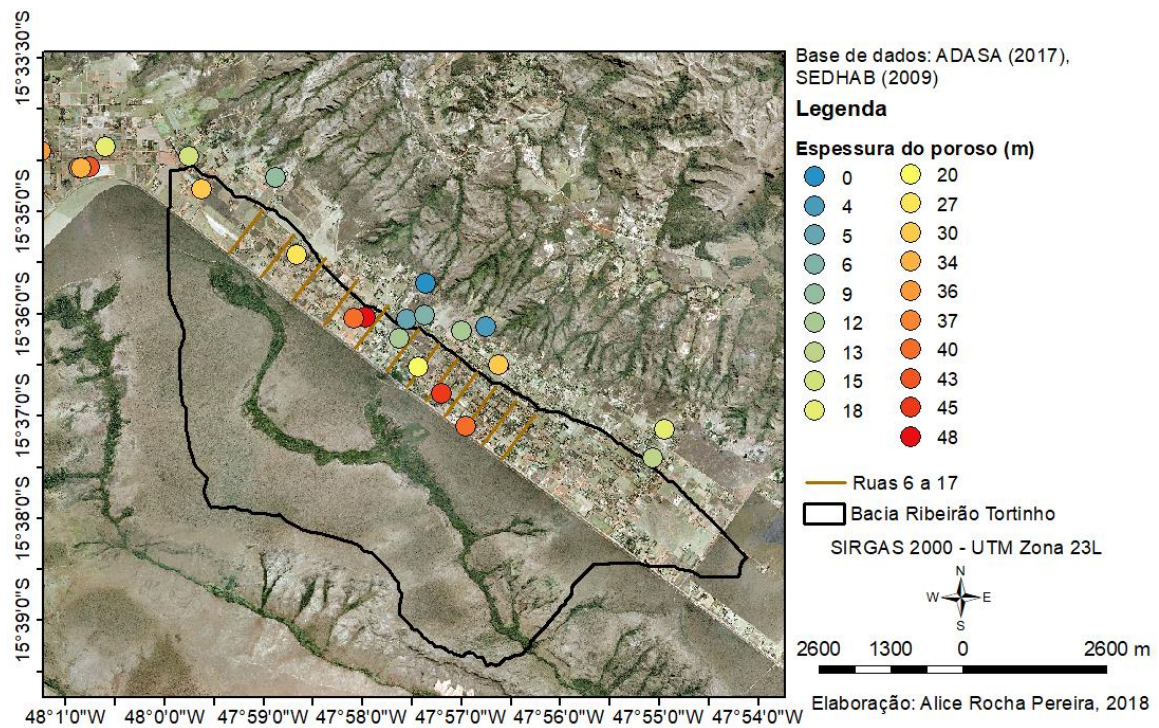 Base de dados: ADASA (2017),
SEDHAB (2009)
Legenda
Espessura do poroso (m)
0
4
5
6
9
12
13
15
18
20
27
30
34
36
37
40
43
45
48
Ruas 6 a 17
Bacia Ribeirão Tortinho
SIRGAS 2000 - UTM Zona 23L
N
W E
S
2600 1300 0 2600 m
Elaboração: Alice Rocha Pereira, 2018
15°33'30"S
15°35'0"S
15°36'0"S
15°37'0"S
15°38'0"S
15°39'0"S
48°10'W 48°0'0"W 47°59'0"W 47°58'0"W 47°57'0"W 47°56'0"W 47°55'0"W 47°54'0"W